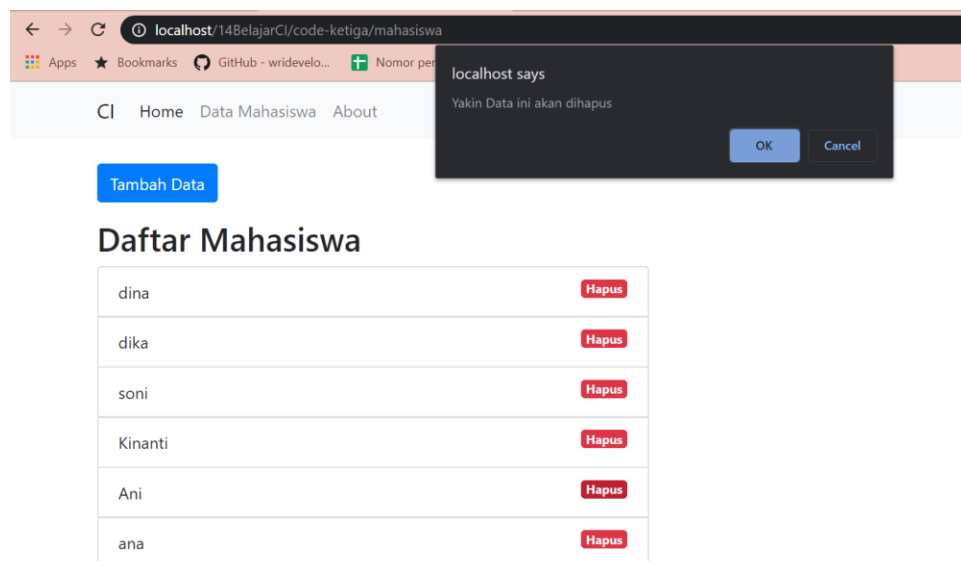 localhost/14BelajarCI/code-ketiga/mahasiswa
Apps Bookmarks GitHub - wridevelo... Nomor per
localhost says
Yakin Data ini akan dihapus
OK Cancel
CI Home Data Mahasiswa About
Tambah Data
Daftar Mahasiswa
dina Hapus
dika Hapus
soni Hapus
Kinanti Hapus
Ani Hapus
ana Hapus